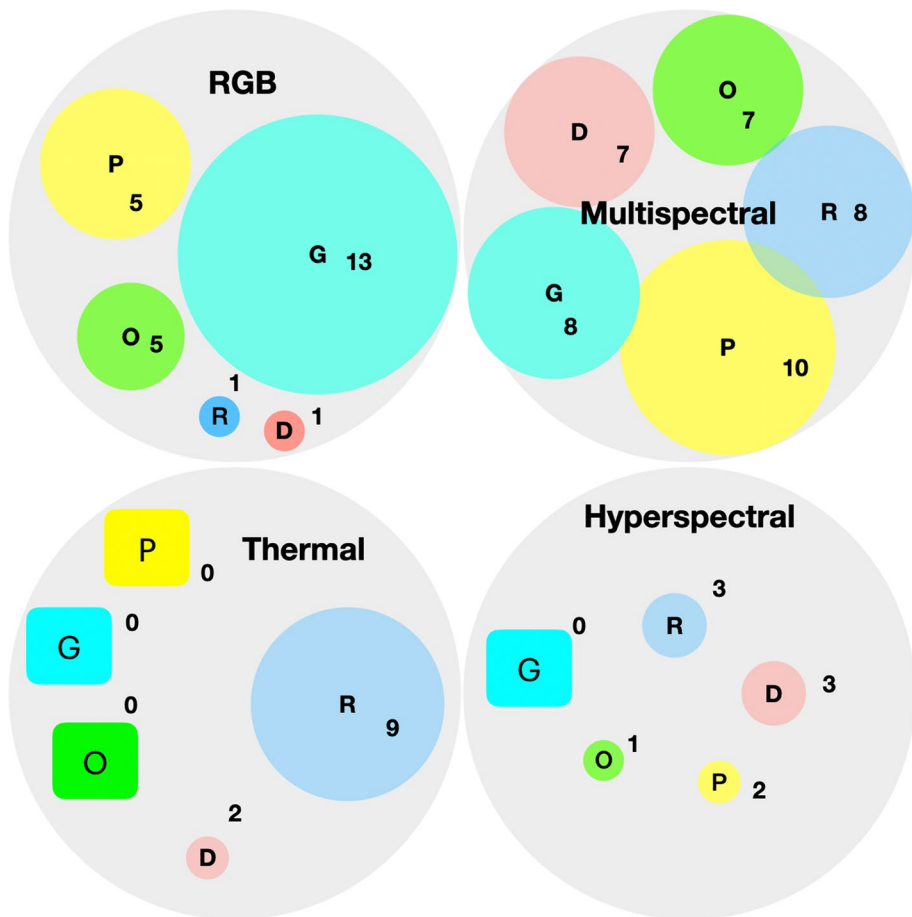 RGB
P
5
G 13
O 5
1
R
D
1
O
7
D
7
Multispectral
R 8
G
8
P
10
Thermal
P
0
0
G
0
O
R
9
2
D
Hyperspectral
3
R
0
G
D
3
1
O
P
2